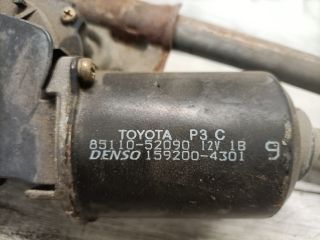 TOYOTA P3 C
85110-52090 12V 1B
DENSO 159200-4301
9